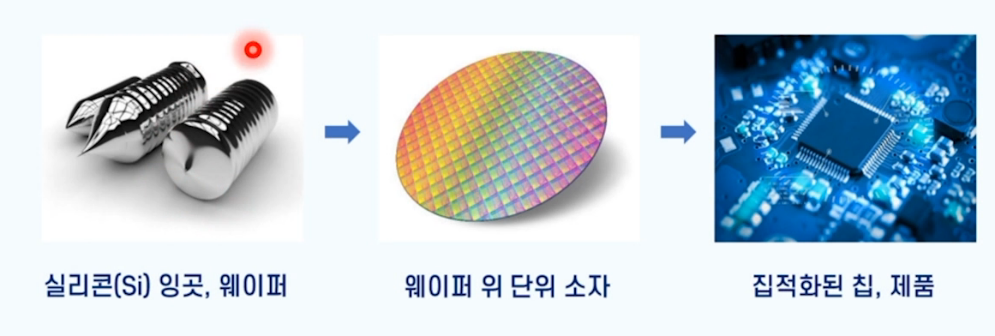 실리콘(Si) 잉곳, 웨이퍼
웨이퍼 위 단위 소자
집적화된 칩, 제품